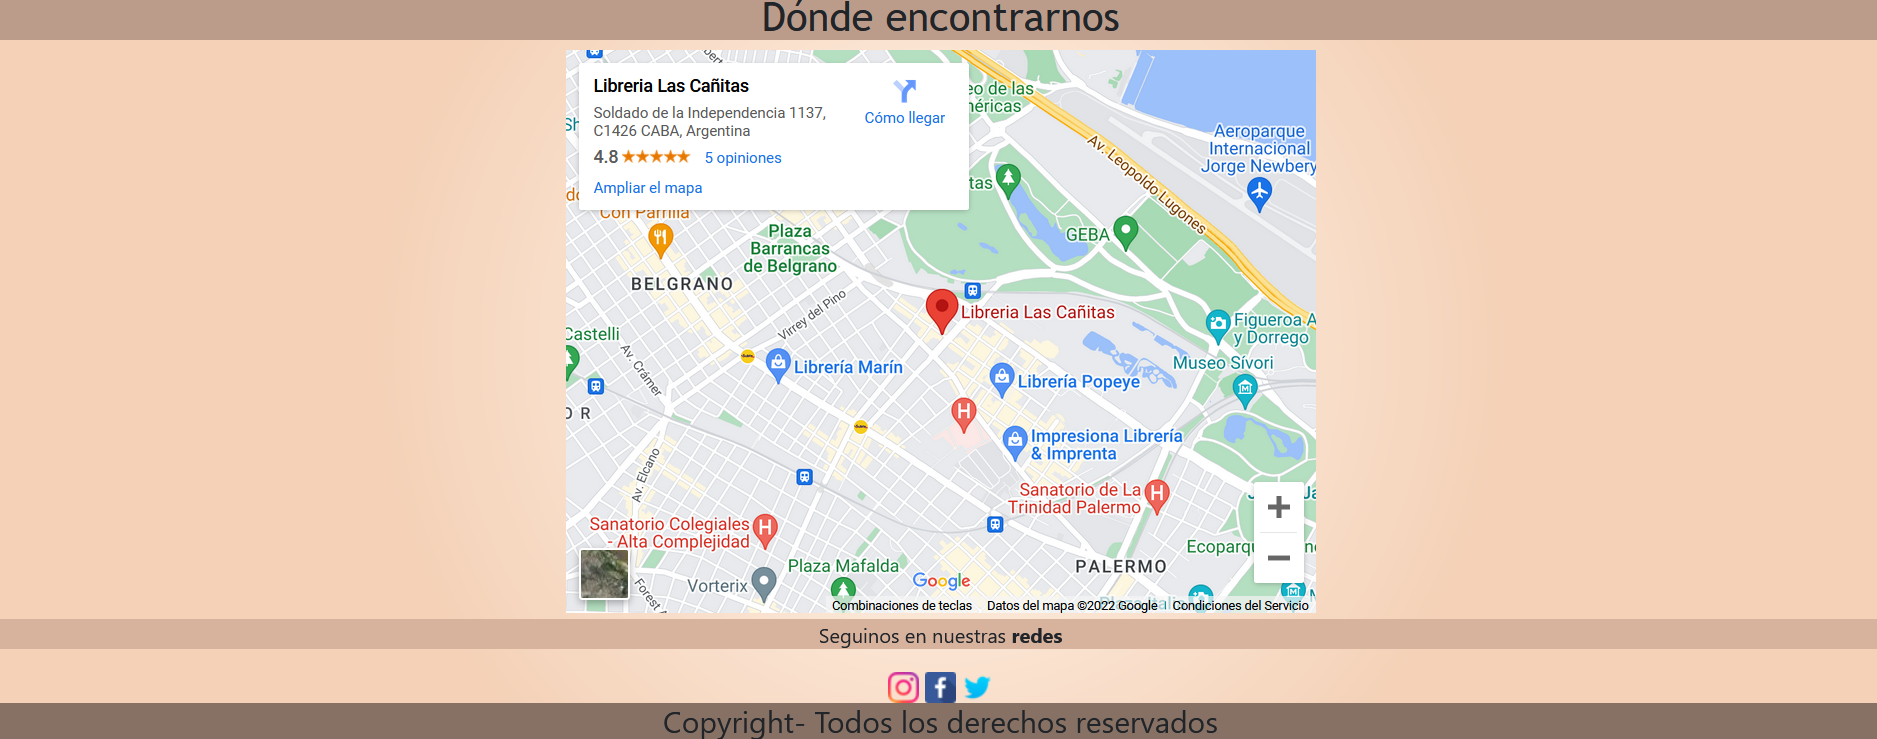 Dónde encontrarnos
Libreria Las Cañitas
Soldado de la Independencia 1137,
C1426 CABA, Argentina
4.8
5 opiniones
Ampliar el mapa
Cómo llegar
de las
Aeroparque
Internacional
Jorge Newbery
Av. Leopoldo Lugones
Con Parrilla
Plaza
Barrancas
de Belgrano
GEBA
BELGRANO
Virrey del Pino
Libreria Las Cañitas
Figueroa A
y Dorrego
Castelli
Av. Crámer
Librería Marín
Museo Sívori
Librería Popeye
Impresiona Librería
& Imprenta
Av. Elcano
Sanatorio de La
Trinidad Palermo
Sanatorio Colegiales
- Alta Complejidad
Plaza Mafalda
PALERMO
Vorterix
Forest
Google
Combinaciones de teclas
Datos del mapa ©2022 Google
Condiciones del Servicio
Seguinos en nuestras redes
Copyright- Todos los derechos reservados